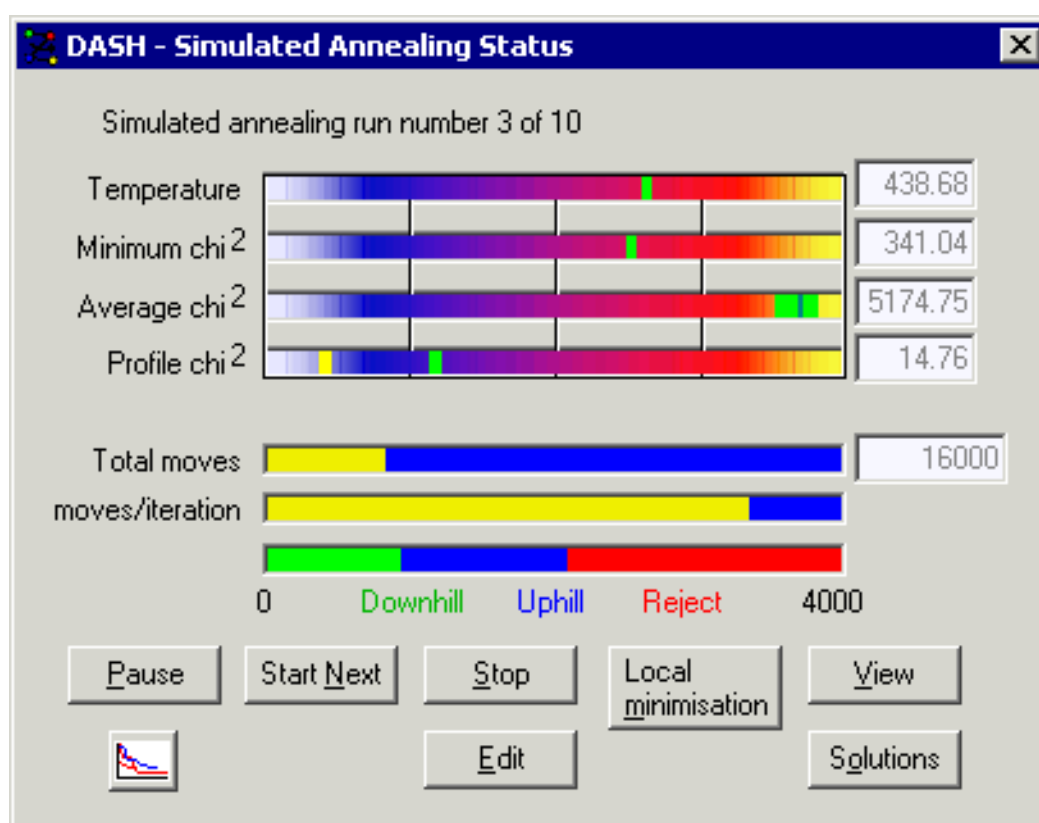 DASH - Simulated Annealing Status
Simulated annealing run number 3 of 10
Temperature 438.68
Minimum chi 2 341.04
Average chi 2 5174.75
Profile chi 2 14.76
Total moves 16000
moves/iteration
0 Downhill Uphill Reject 4000
Pause Start Next Stop Local minimisation View
Edit Solutions